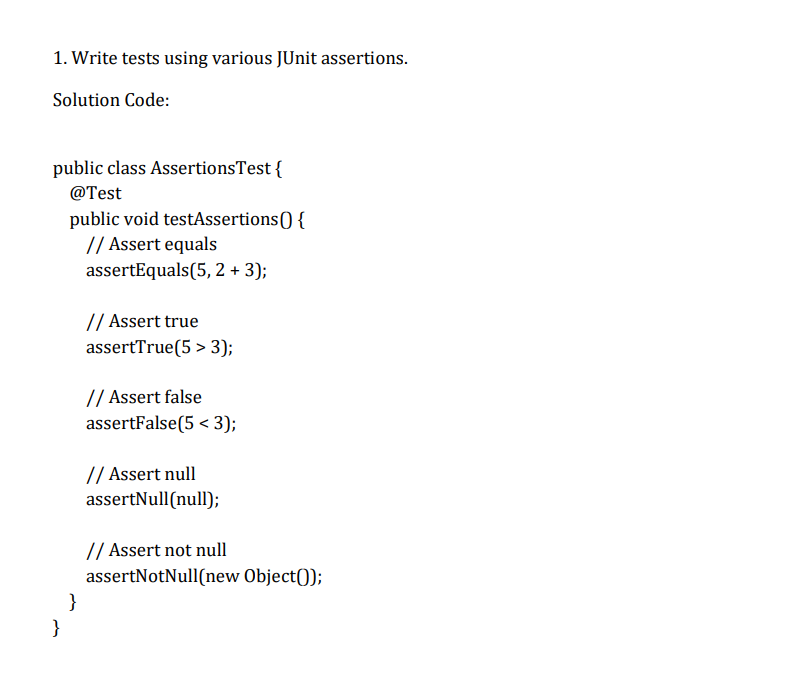 1. Write tests using various JUnit assertions.
Solution Code:
public class AssertionsTest {
@Test
public void testAssertions() {
// Assert equals
assertEquals(5, 2 + 3);
// Assert true
assertTrue(5 > 3);
// Assert false
assertFalse(5 < 3);
// Assert null
assertNull(null);
// Assert not null
assertNotNull(new Object());
}
}